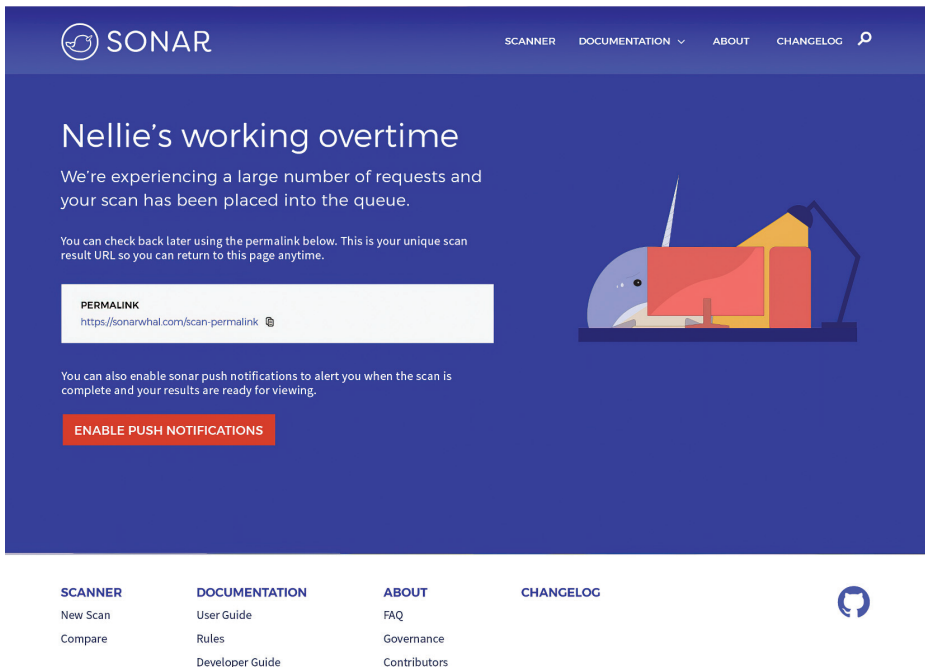 SONAR
SCANNER DOCUMENTATION ABOUT CHANGELOG
Nellie's working overtime
We're experiencing a large number of requests and
your scan has been placed into the queue.
You can check back later using the permalink below. This is your unique scan
result URL so you can return to this page anytime.
PERMALINK
https://sonarwhal.com/scan-permalink
You can also enable sonar push notifications to alert you when the scan is
complete and your results are ready for viewing.
ENABLE PUSH NOTIFICATIONS
SCANNER DOCUMENTATION ABOUT CHANGELOG
New Scan User Guide FAQ
Compare Rules Governance
Developer Guide Contributors